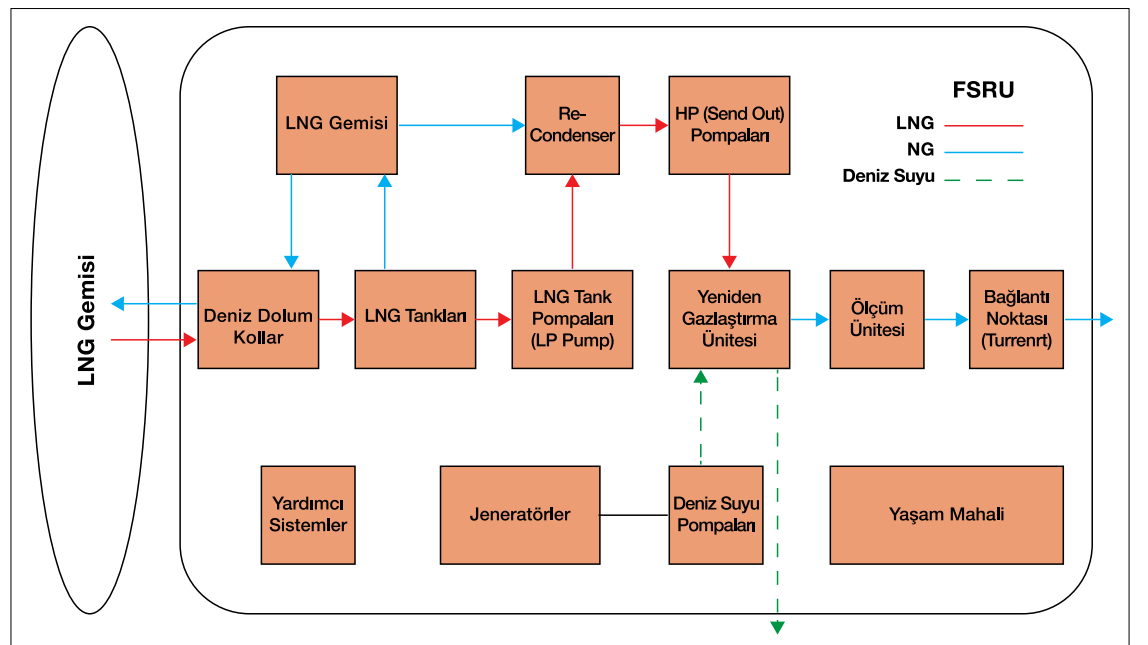 FSRU
LNG
NG
Deniz Suyu
LNG Gemisi
LNG Gemisi
Re-
Condenser
HP (Send Out)
Pompaları
Deniz Dolum
Kollar
LNG Tankları
LNG Tank
Pompaları
(LP Pump)
Yeniden
Gazlaştırma
Ünitesi
Ölçüm
Ünitesi
Bağlantı
Noktası
(Turrenrt)
Yardımcı
Sistemler
Jeneratörler
Deniz Suyu
Pompaları
Yaşam Mahali